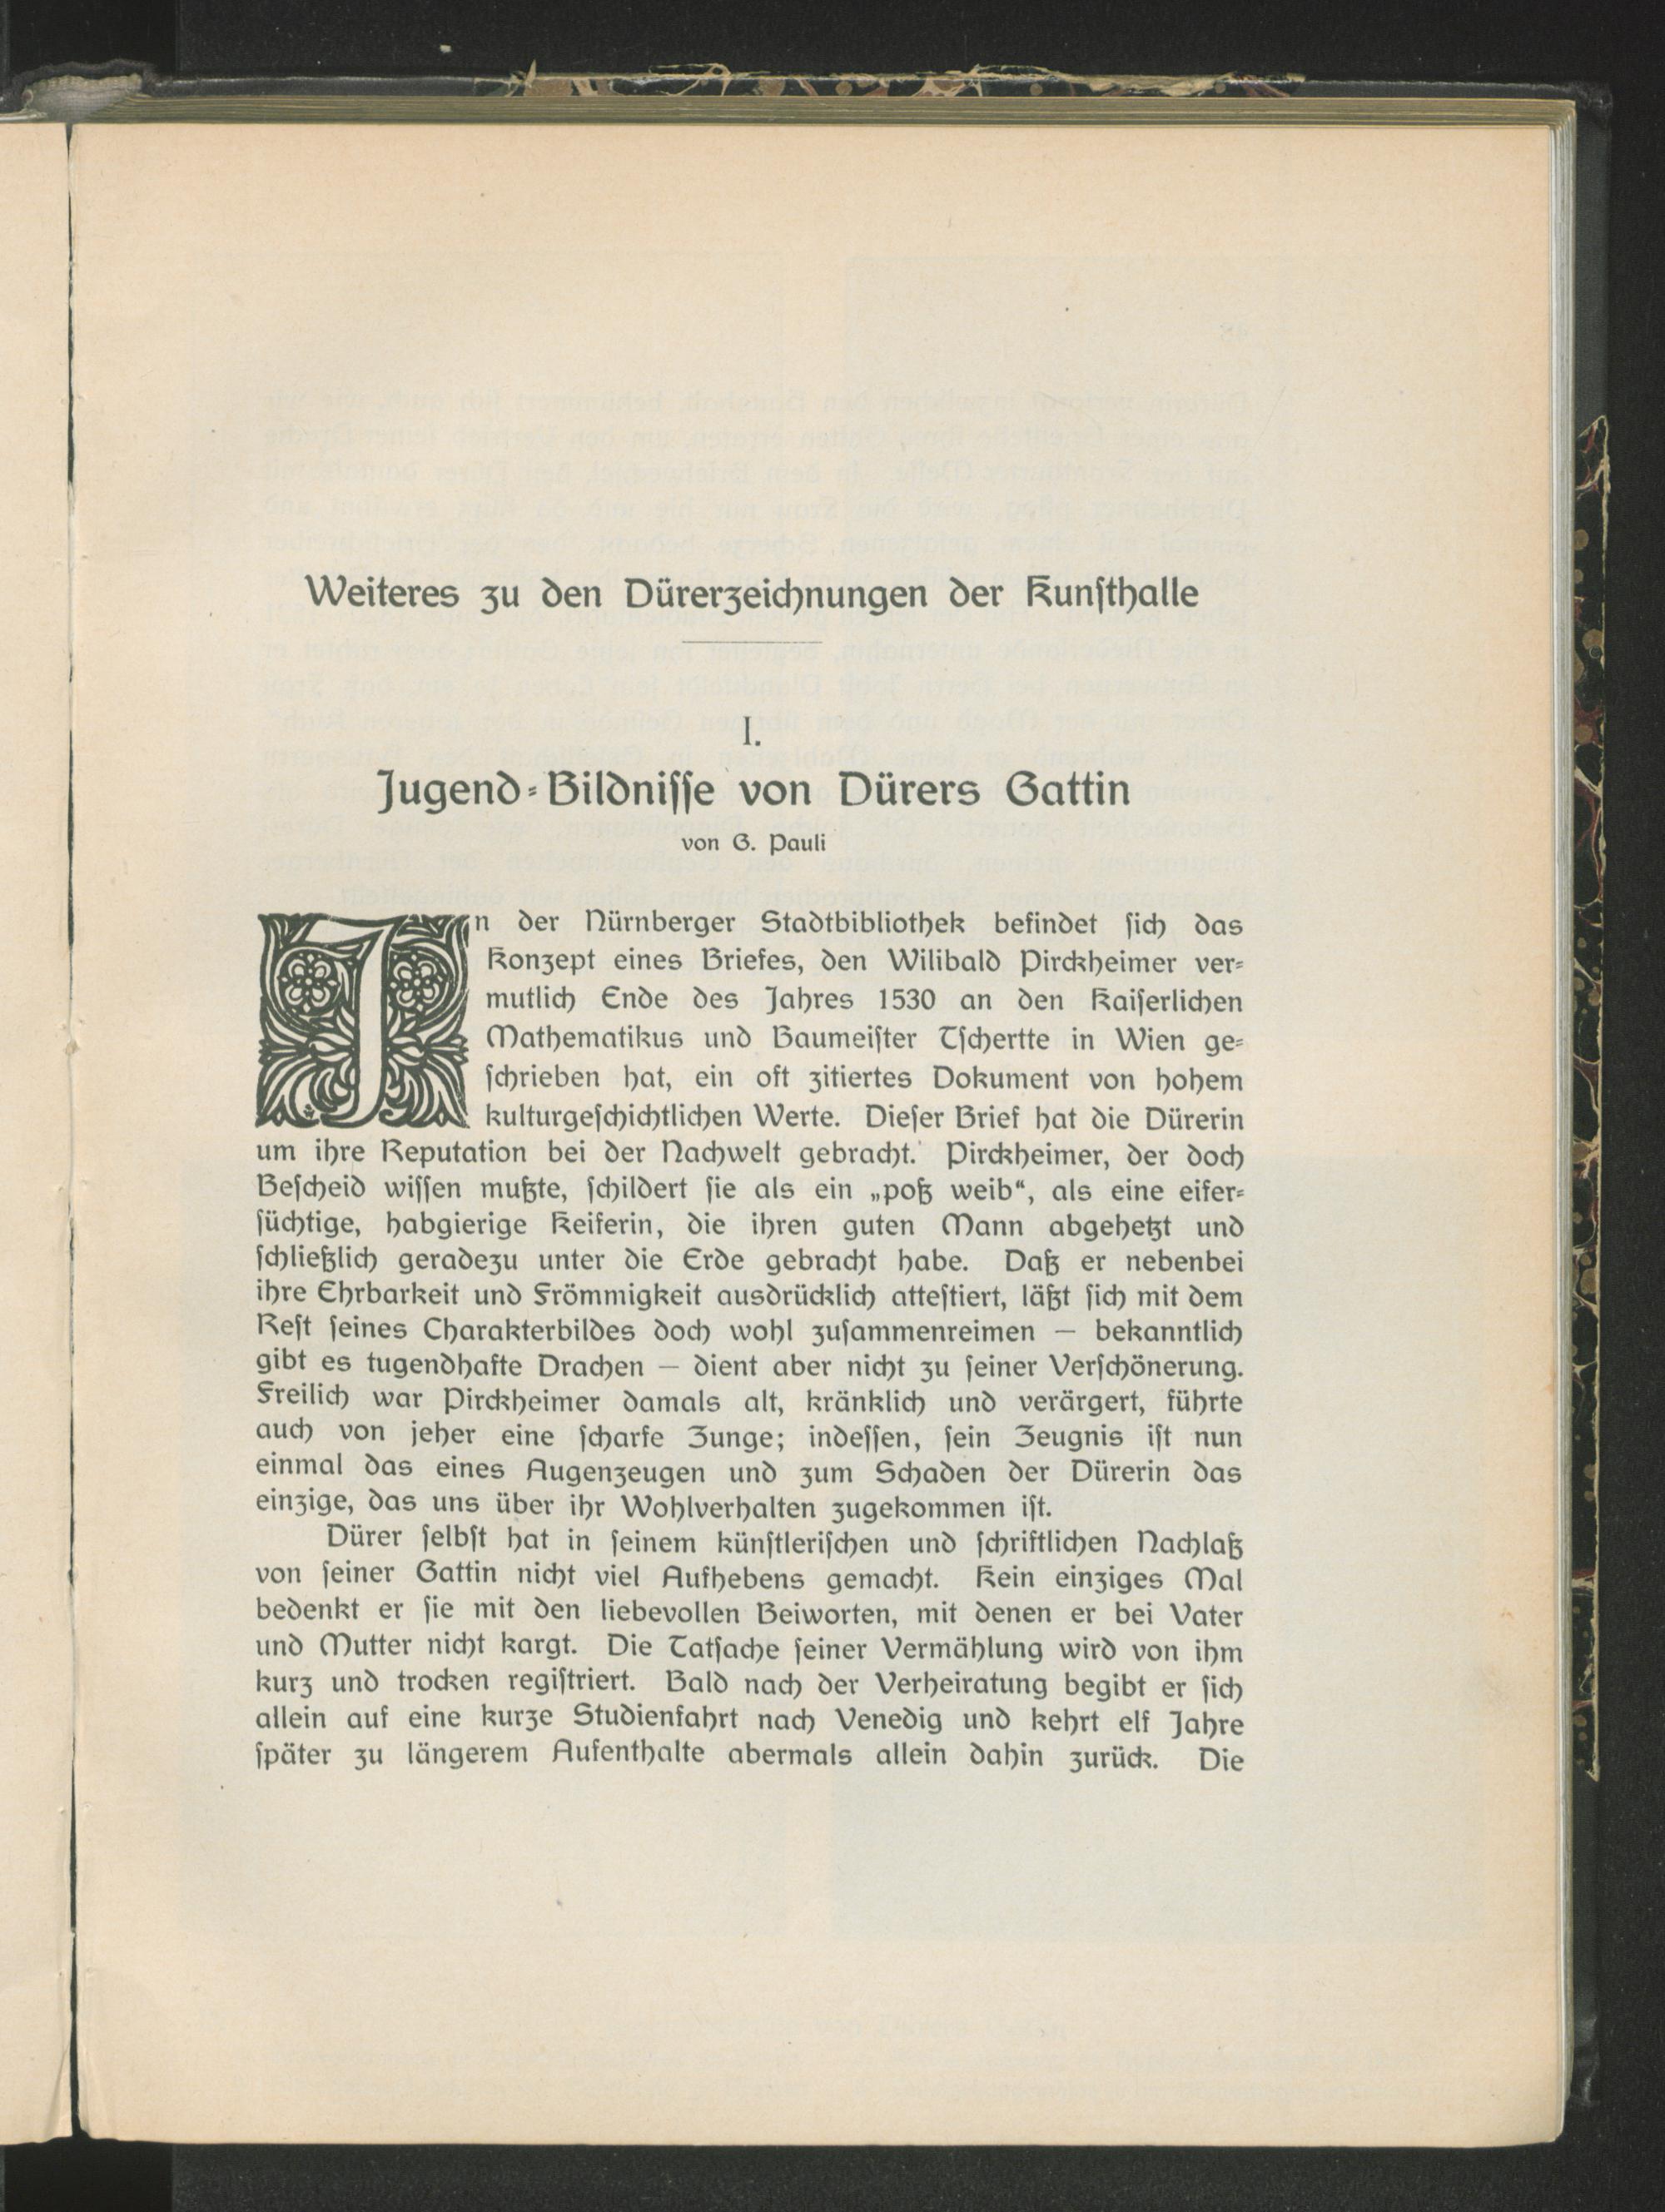 Weiteres zu den Dürerzeichnungen der Kunſthalle
I.
Jugend⸗Bildniſſe von Dürers Gattin
von G. Pauli
In der Nürnberger Stadtbibliothek befindet ſich das
Konzept eines Briefes, den Wilibald Pirckheimer ver⸗
mutlich Ende des Jahres 1530 an den Kaiſerlichen
Mathematikus und Baumeiſter Tſchertte in Wien ge⸗
ſchrieben hat, ein oft zitiertes Dokument von hohem
kulturgeſchichtlichen Werte. Dieſer Brief hat die Dürerin
um ihre Reputation bei der Nachwelt gebracht. Pirckheimer, der doch
Beſcheid wiſſen mußte, ſchildert ſie als ein „poß weib“, als eine eifer⸗
ſüchtige, habgierige Keiferin, die ihren guten Mann abgehetzt und
ſchließlich geradezu unter die Erde gebracht habe. Daß er nebenbei
ihre Ehrbarkeit und Frömmigkeit ausdrücklich atteſtiert, läßt ſich mit dem
Reſt ſeines Charakterbildes doch wohl zuſammenreimen — bekanntlich
gibt es tugendhafte Drachen — dient aber nicht zu ſeiner Verſchönerung.
Freilich war Pirckheimer damals alt, kränklich und verärgert, führte
auch von jeher eine ſcharfe Zunge; indeſſen, ſein Zeugnis iſt nun
einmal das eines Augenzeugen und zum Schaden der Dürerin das
einzige, das uns über ihr Wohlverhalten zugekommen iſt.
Dürer ſelbſt hat in ſeinem künſtleriſchen und ſchriftlichen Nachlaß
von ſeiner Gattin nicht viel Aufhebens gemacht. Kein einziges Mal
bedenkt er ſie mit den liebevollen Beiworten, mit denen er bei Vater
und Mutter nicht kargt. Die Tatſache ſeiner Vermählung wird von ihm
kurz und trocken regiſtriert. Bald nach der Verheiratung begibt er ſich
allein auf eine kurze Studienfahrt nach Venedig und kehrt elf Jahre
ſpäter zu längerem Aufenthalte abermals allein dahin zurück. Die